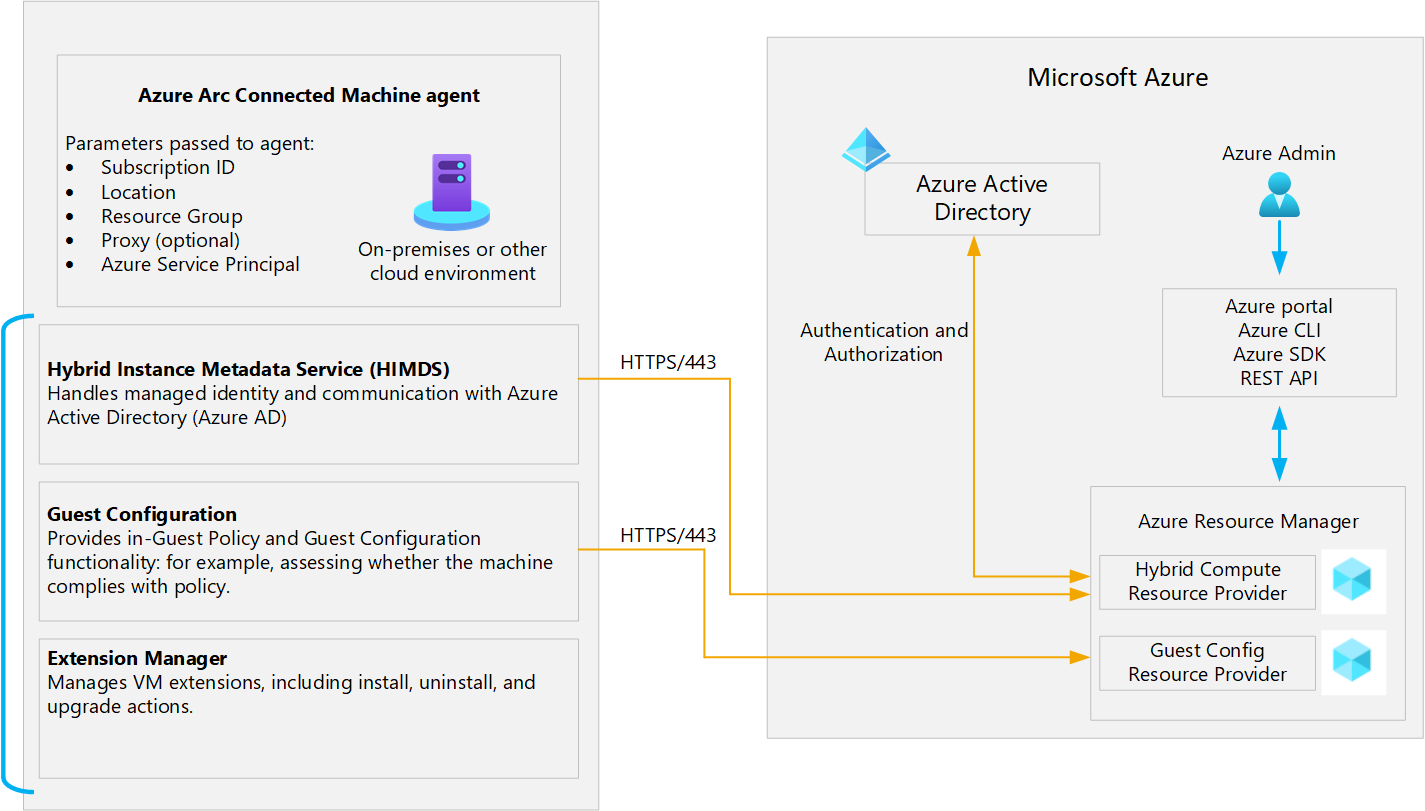 Azure Arc Connected Machine agent
Parameters passed to agent:
• Subscription ID
• Location
• Resource Group
• Proxy (optional)
• Azure Service Principal
On-premises or other
cloud environment
Hybrid Instance Metadata Service (HIMDS)
Handles managed identity and communication with Azure
Active Directory (Azure AD)
Guest Configuration
Provides in-Guest Policy and Guest Configuration
functionality: for example, assessing whether the machine
complies with policy.
Extension Manager
Manages VM extensions, including install, uninstall, and
upgrade actions.
HTTPS/443
HTTPS/443
Microsoft Azure
Azure Active
Directory
Authentication and
Authorization
Azure Admin
Azure portal
Azure CLI
Azure SDK
REST API
Azure Resource Manager
Hybrid Compute
Resource Provider
Guest Config
Resource Provider